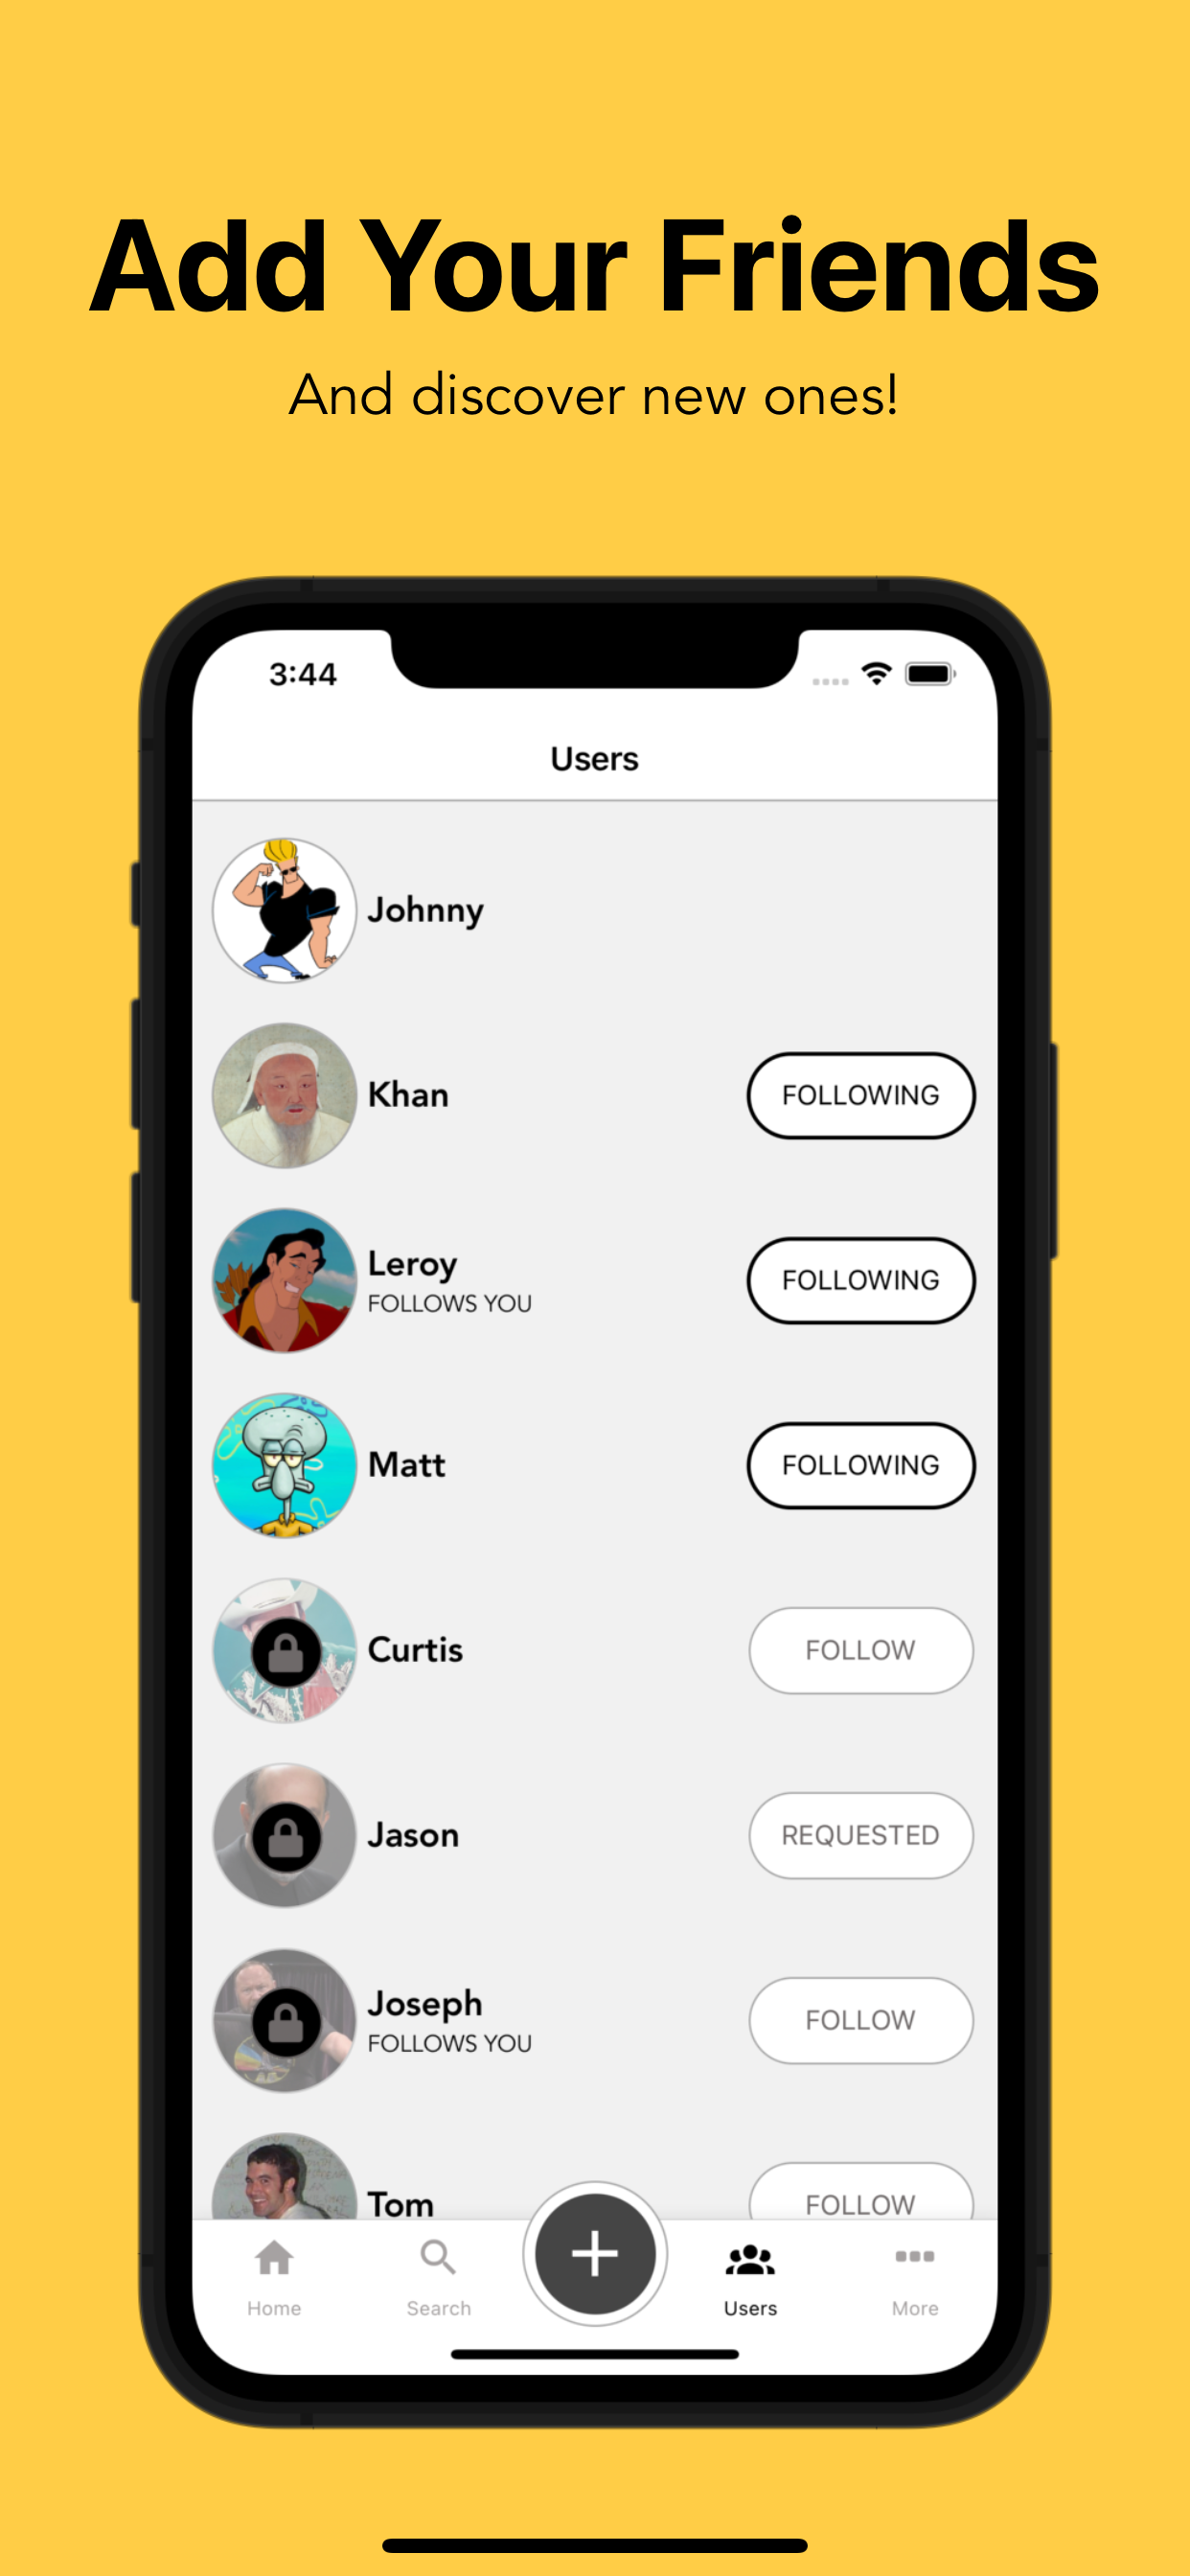 Add Your Friends
And discover new ones!
3:44
Users
Johnny
Khan
FOLLOWING
Leroy
FOLLOWS YOU
FOLLOWING
Matt
FOLLOWING
Curtis
FOLLOW
Jason
REQUESTED
Joseph
FOLLOWS YOU
FOLLOW
Tom
FOLLOW
Home
Search
Users
More